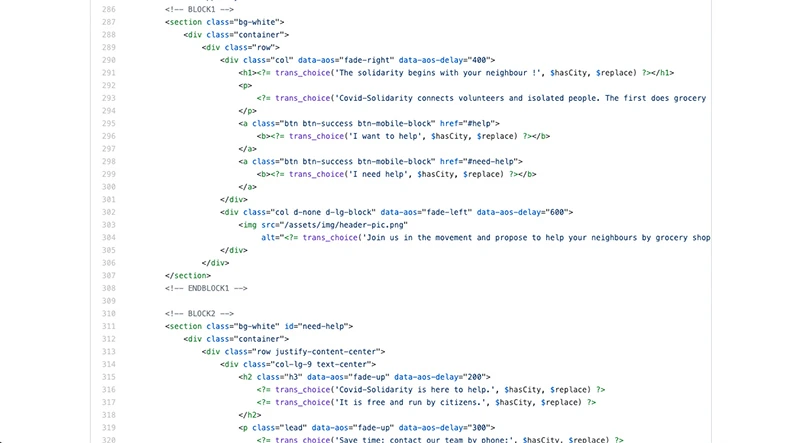 286 <!-- BLOCK1 -->
287 <section class="bg-white">
288 <div class="container">
289 <div class="row">
290 <div class="col" data-aos="fade-right" data-aos-delay="400">
291 <h1><?= trans_choice('The solidarity begins with your neighbour !', $hasCity, $replace) ?></h1>
292 <p>
293 <?= trans_choice('Covid-Solidarity connects volunteers and isolated people. The first does grocery
294 </p>
295 <a class="btn btn-success btn-mobile-block" href="#help">
296 <b><?= trans_choice('I want to help', $hasCity, $replace) ?></b>
297 </a>
298 <a class="btn btn-success btn-mobile-block" href="#need-help">
299 <b><?= trans_choice('I need help', $hasCity, $replace) ?></b>
300 </a>
301 </div>
302 <div class="col d-none d-lg-block" data-aos="fade-left" data-aos-delay="600">
303 <img src="/assets/img/header-pic.png"
304 alt="<?= trans_choice('Join us in the movement and propose to help your neighbours by grocery shop
305 </div>
306 </div>
307 </section>
308 <!-- ENDBLOCK1 -->
309
310 <!-- BLOCK2 -->
311 <section class="bg-white" id="need-help">
312 <div class="container">
313 <div class="row justify-content-center">
314 <div class="col-lg-9 text-center">
315 <h2 class="h3" data-aos="fade-up" data-aos-delay="200">
316 <?= trans_choice('Covid-Solidarity is here to help.', $hasCity, $replace) ?>
317 <?= trans_choice('It is free and run by citizens.', $hasCity, $replace) ?>
318 </h2>
319 <p class="lead" data-aos="fade-up" data-aos-delay="300">
320 <?= trans_choice('Save time: contact our team by phone:', $hasCity, $replace) ?>